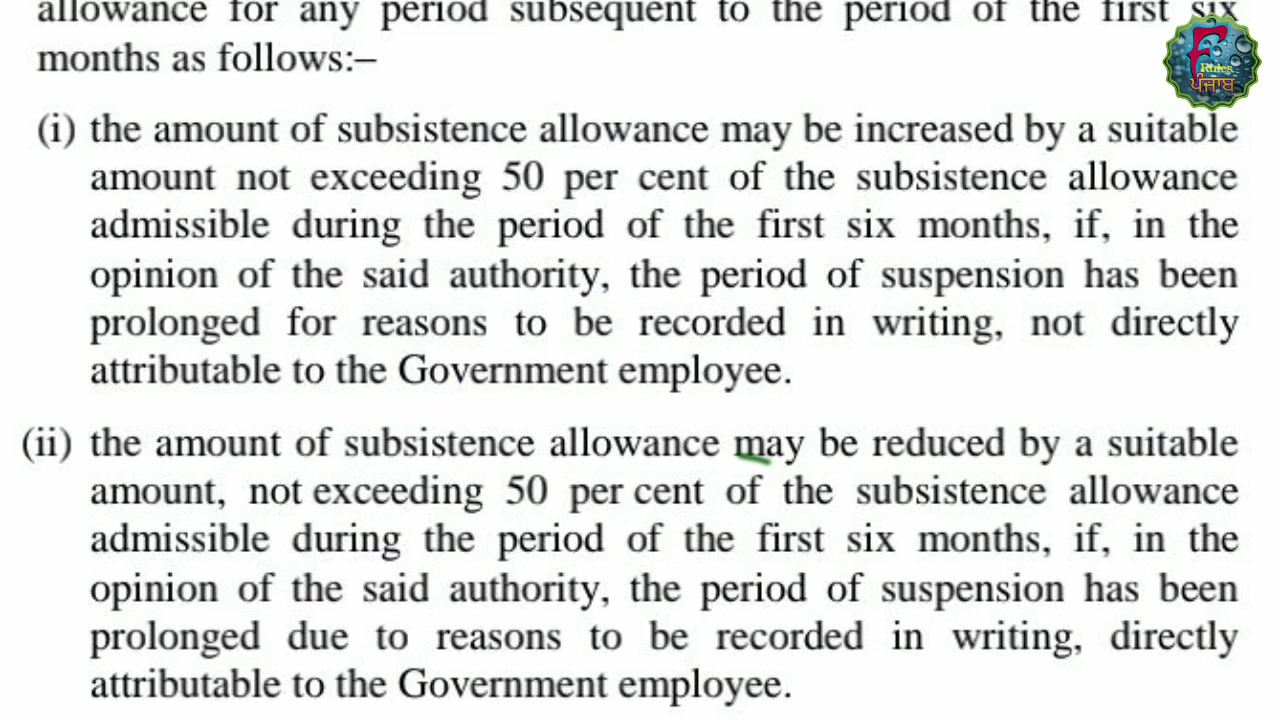 allowance for any period subsequent to the period of the first six
months as follows:–
F
Rules
ਪੰਜਾਬ
(i) the amount of subsistence allowance may be increased by a suitable
amount not exceeding 50 per cent of the subsistence allowance
admissible during the period of the first six months, if, in the
opinion of the said authority, the period of suspension has been
prolonged for reasons to be recorded in writing, not directly
attributable to the Government employee.
(ii) the amount of subsistence allowance may be reduced by a suitable
amount, not exceeding 50 per cent of the subsistence allowance
admissible during the period of the first six months, if, in the
opinion of the said authority, the period of suspension has been
prolonged due to reasons to be recorded in writing, directly
attributable to the Government employee.